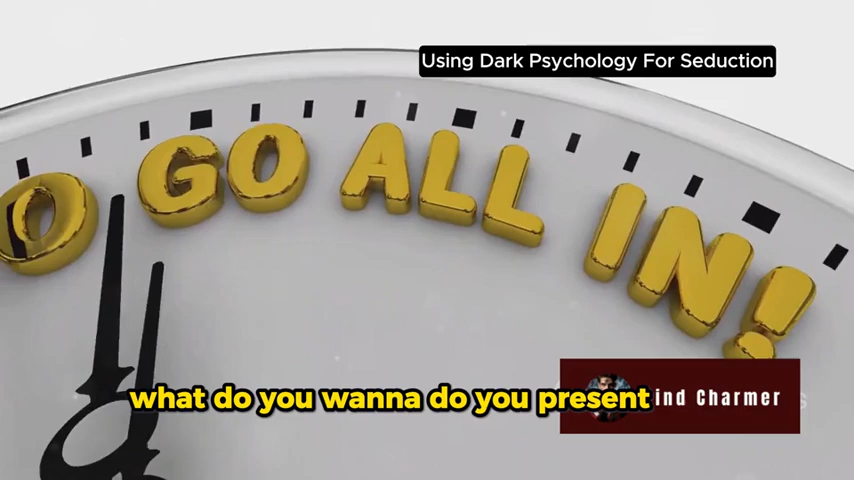 Using Dark Psychology For Seduction
O GO ALL IN!
what do you wanna do you present
ind Charmer